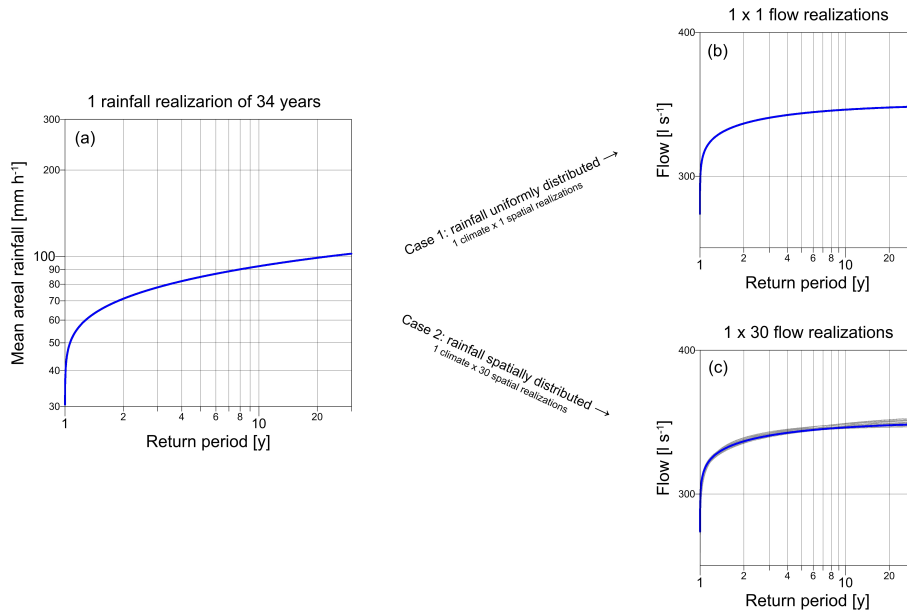 1 rainfall realizarion of 34 years
(a)
300
200
100
90
80
70
60
50
40
30
Mean areal rainfall [mm h⁻¹]
1
2
4
6
8
10
20
Return period [y]
Case 1: rainfall uniformly distributed →
1 climate x 1 spatial realizations
Case 2: rainfall spatially distributed →
1 climate x 30 spatial realizations
1 x 1 flow realizations
(b)
400
300
Flow [l s⁻¹]
1
2
4
6
8
10
20
Return period [y]
1 x 30 flow realizations
(c)
400
300
Flow [l s⁻¹]
1
2
4
6
8
10
20
Return period [y]